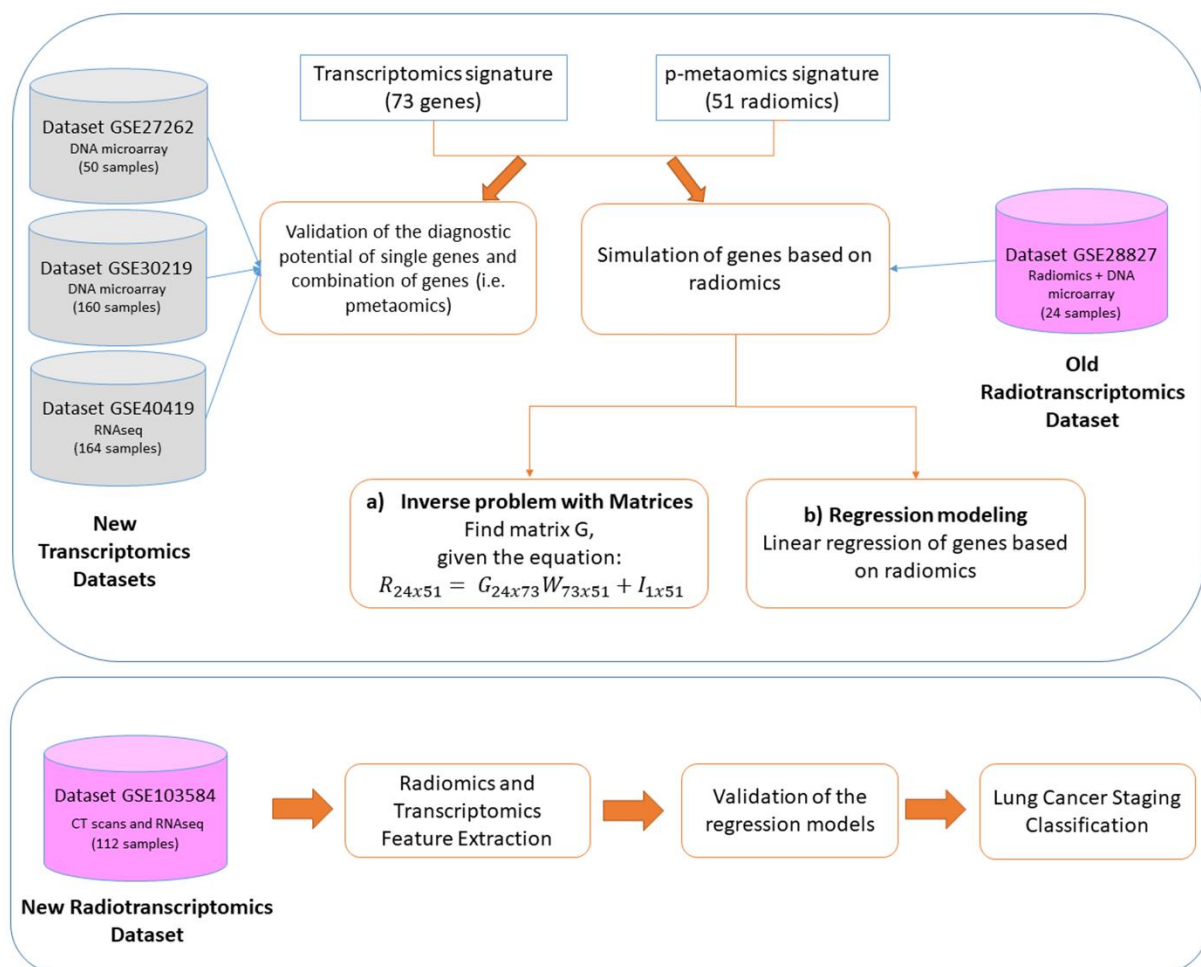 Transcriptomics signature
(73 genes)
p-metaomics signature
(51 radiomics)
Dataset GSE27262
DNA microarray
(50 samples)
Dataset GSE30219
DNA microarray
(160 samples)
Dataset GSE40419
RNAseq
(164 samples)
New
Transcriptomics
Datasets
Validation of the diagnostic
potential of single genes and
combination of genes (i.e.
pmetaomics)
Simulation of genes based on
radiomics
Dataset GSE28827
Radiomics + DNA
microarray
(24 samples)
Old
Radiotranscriptomics
Dataset
a) Inverse problem with Matrices
Find matrix G,
given the equation:
R24x51 = G24x73W73x51 + I1x51
b) Regression modeling
Linear regression of genes based
on radiomics
Dataset GSE103584
CT scans and RNAseq
(112 samples)
New Radiotranscriptomics
Dataset
Radiomics and
Transcriptomics
Feature Extraction
Validation of the
regression models
Lung Cancer Staging
Classification